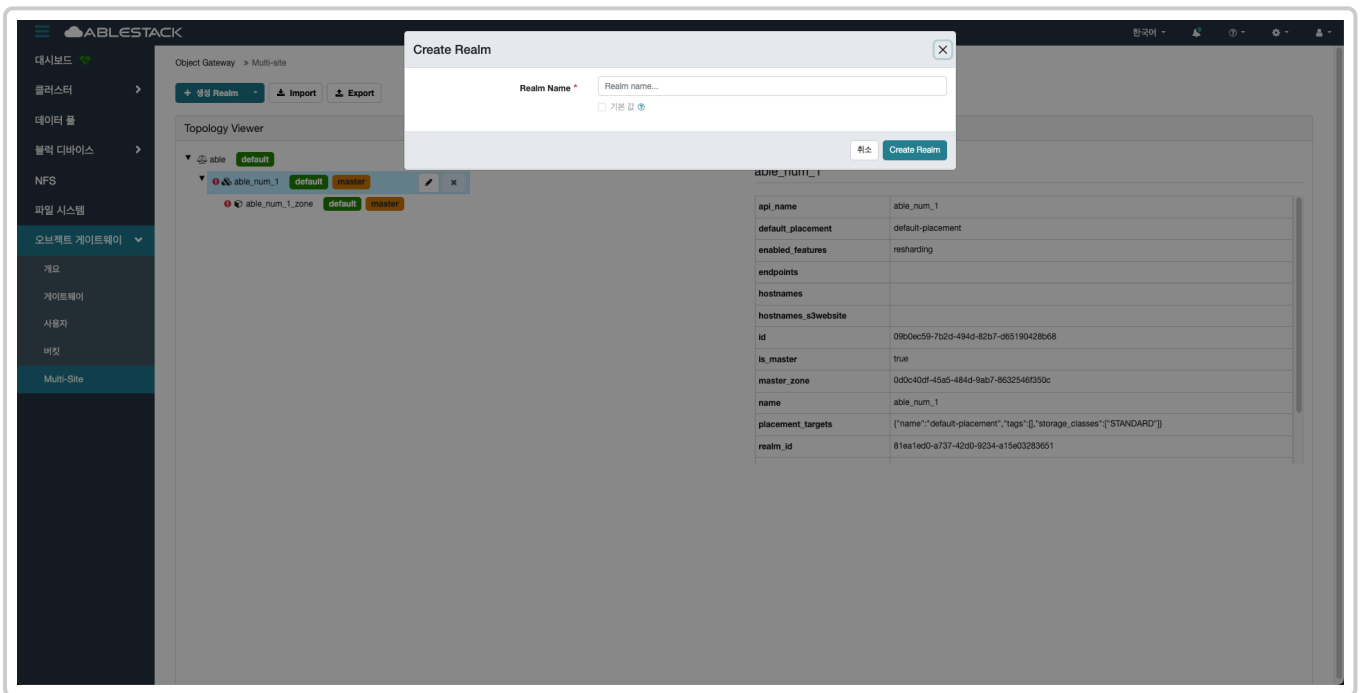 ABLESTACK
한국어
대시보드
클러스터
데이터 풀
블럭 디바이스
NFS
파일 시스템
오브젝트 게이트웨이
개요
게이트웨이
사용자
버킷
Multi-Site
Object Gateway » Multi-site
+ 생성 Realm
Import
Export
Topology Viewer
able default
able_num_1 default master
able_num_1_zone default master
Create Realm
Realm Name *
Realm name...
기본 값
취소
Create Realm
able_num_1
api_name able_num_1
default_placement default-placement
enabled_features resharding
endpoints
hostnames
hostnames_s3website
id 09b0ec59-7b2d-494d-82b7-d65190428b68
is_master true
master_zone 0d0c40df-45a5-484d-9ab7-8632546f350c
name able_num_1
placement_targets {"name":"default-placement","tags":[],"storage_classes":["STANDARD"]}
realm_id 81ea1ed0-a737-42d0-9234-a15e03283651